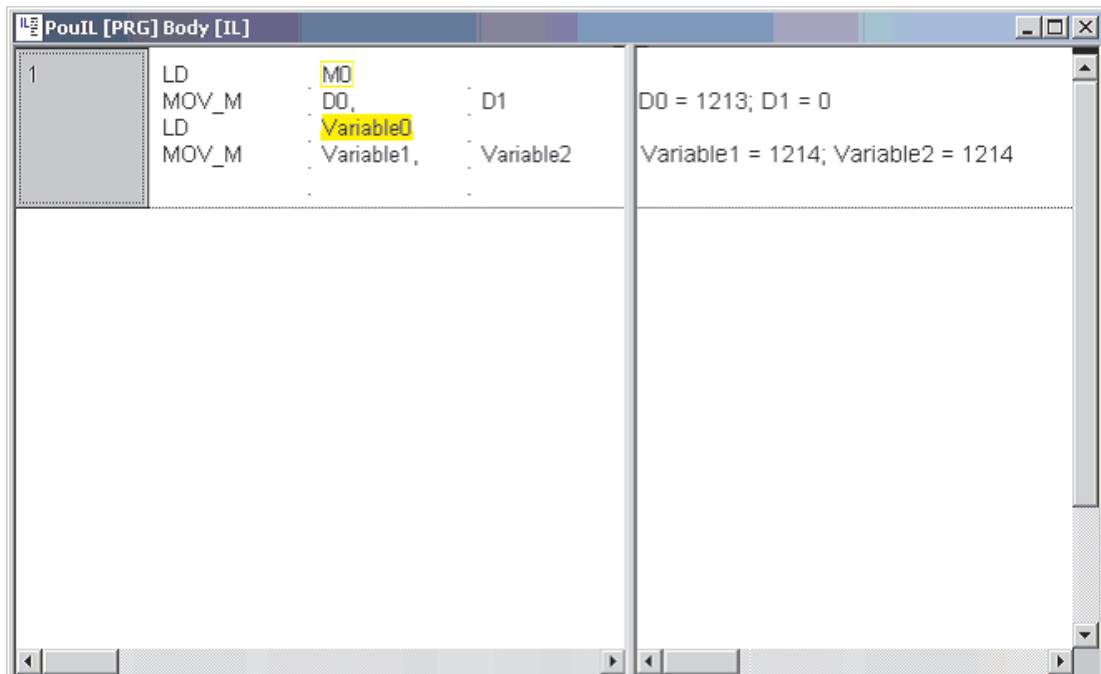 PouIL [PRG] Body [IL]
1 LD M0
MOV_M D0, D1 D0 = 1213; D1 = 0
LD Variable0
MOV_M Variable1, Variable2 Variable1 = 1214; Variable2 = 1214